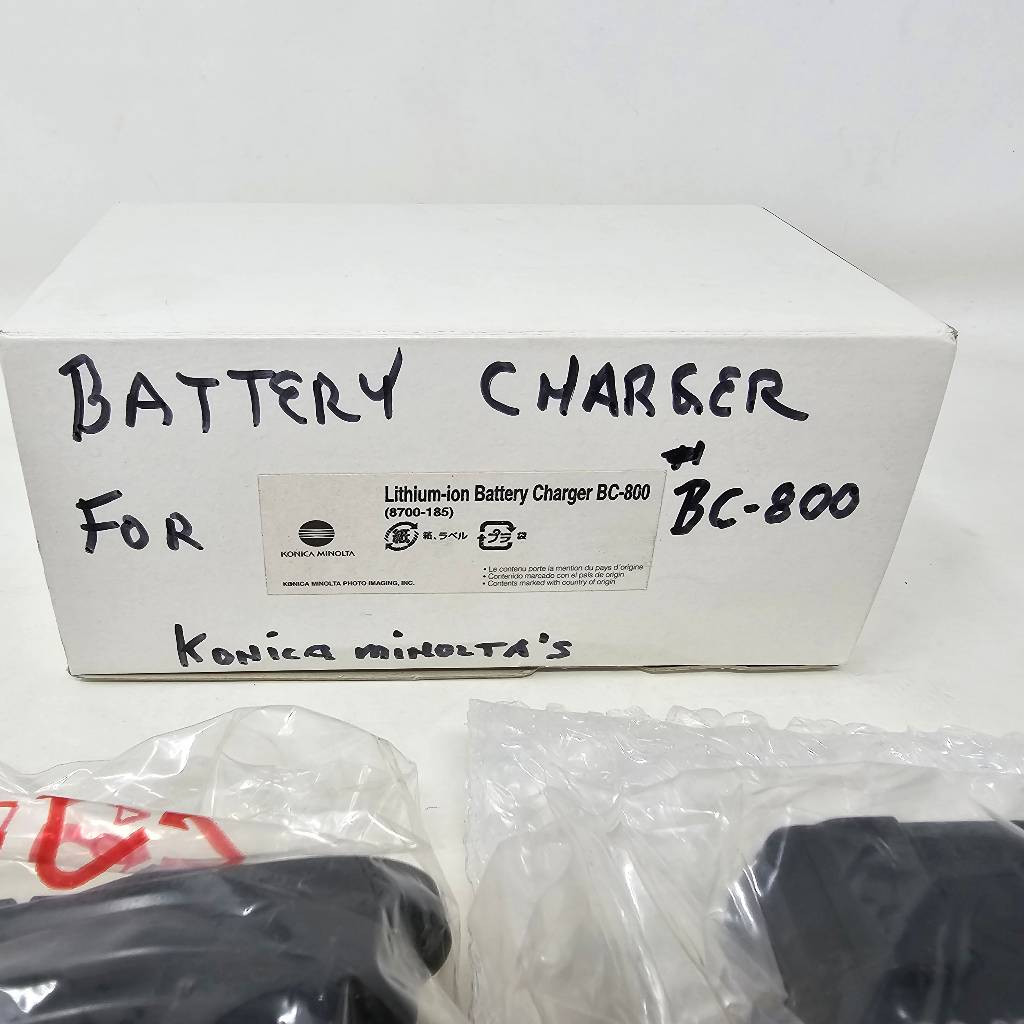 BATTERY CHARGER
FOR
#1
BC-800
Lithium-ion Battery Charger BC-800
(8700-185)
紙 紙、ラベル プラ 袋
KONICA MINOLTA
• Le contenu porte la mention du pays d'origine
• Contenido marcado con el país de origin
• Contents marked with country of origin
KONICA MINOLTA PHOTO IMAGING, INC.
KONICA MINOLTA'S